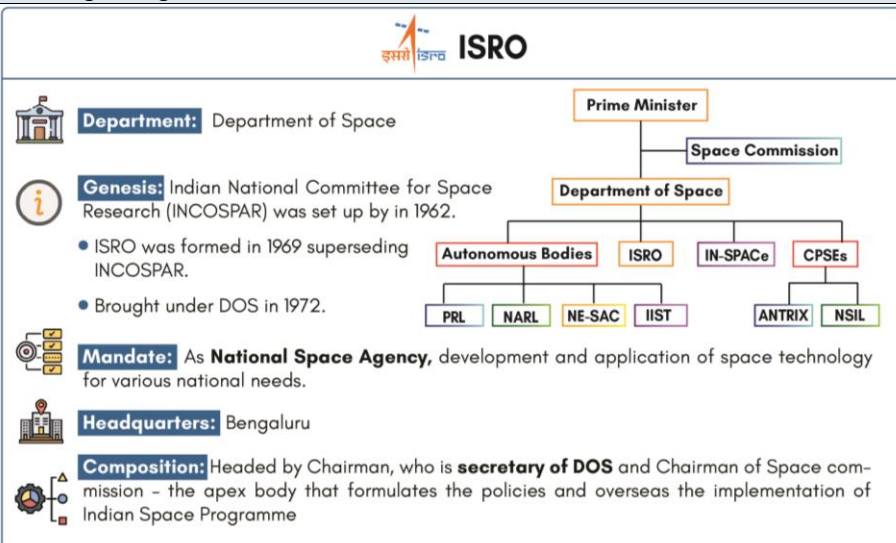 इसरो isro ISRO
Department: Department of Space
Genesis: Indian National Committee for Space
Research (INCOSPAR) was set up by in 1962.
• ISRO was formed in 1969 superseding
INCOSPAR.
• Brought under DOS in 1972.
Prime Minister
Space Commission
Department of Space
Autonomous Bodies ISRO IN-SPACe CPSEs
PRL NARL NE-SAC IIST ANTRIX NSIL
Mandate: As National Space Agency, development and application of space technology
for various national needs.
Headquarters: Bengaluru
Composition: Headed by Chairman, who is secretary of DOS and Chairman of Space com-
mission - the apex body that formulates the policies and overseas the implementation of
Indian Space Programme